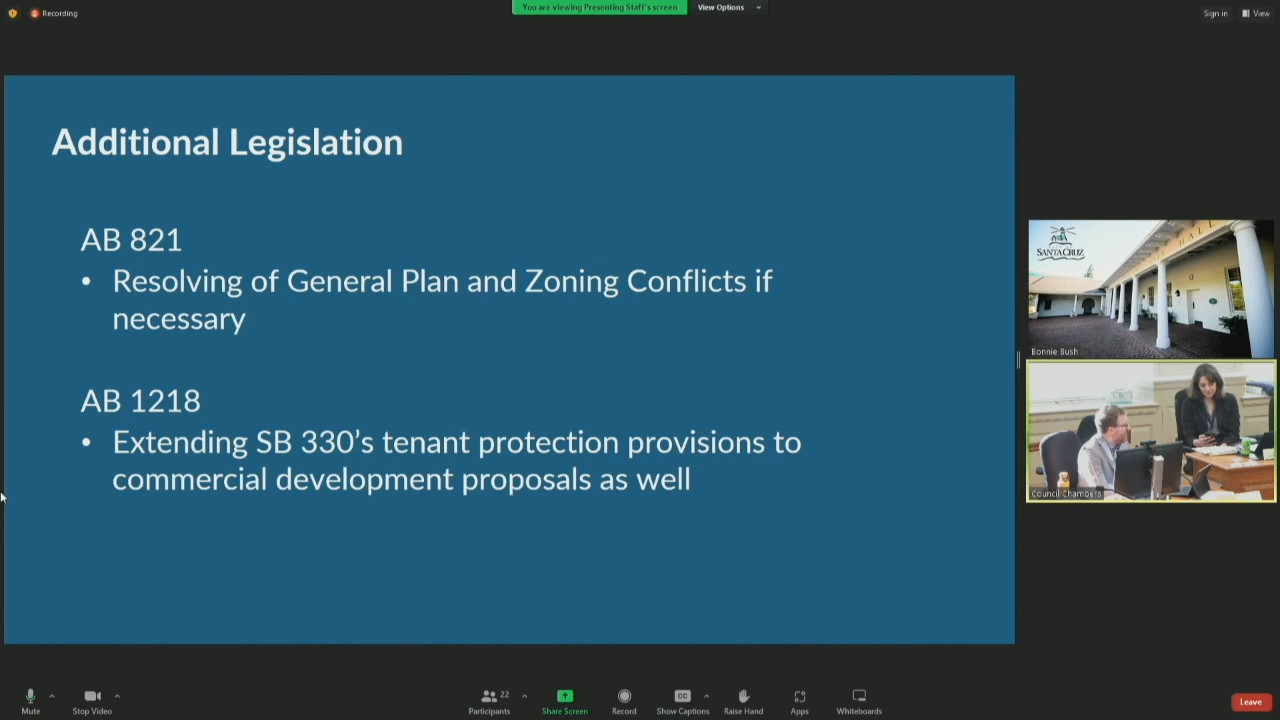 Recording
You are viewing Presenting Staff's screen
View Options
Sign in
View
Additional Legislation
AB 821
• Resolving of General Plan and Zoning Conflicts if
necessary
AB 1218
• Extending SB 330's tenant protection provisions to
commercial development proposals as well
SANTA CRUZ
HALL
Bonnie Bush
Council Chambers
Mute
Stop Video
22
Participants
Share Screen
Record
CC
Show Captions
Raise Hand
Apps
Whiteboards
Leave